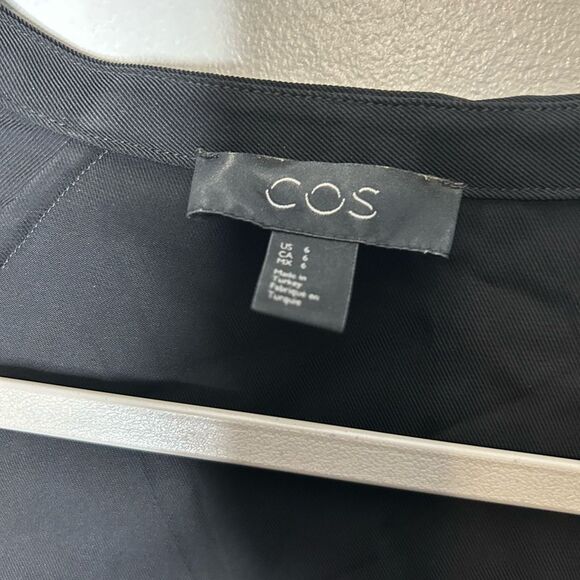 COS
US 6
CA 6
MX 6
Made in
Turkey
Fabriqué en
Turquie